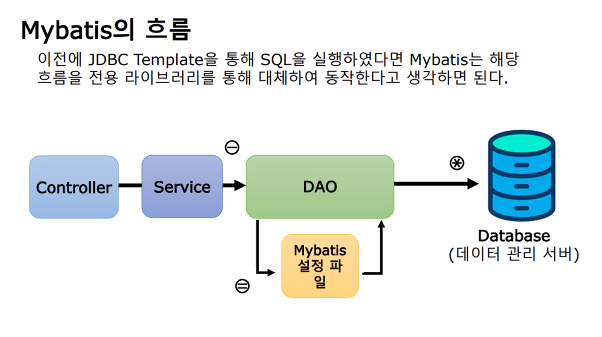 Mybatis의 흐름
이전에 JDBC Template을 통해 SQL을 실행하였다면 Mybatis는 해당
흐름을 전용 라이브러리를 통해 대체하여 동작한다고 생각하면 된다.
Controller
Service
㊀
DAO
㊍
Mybatis
설정 파
일
㊁
Database
(데이터 관리 서버)